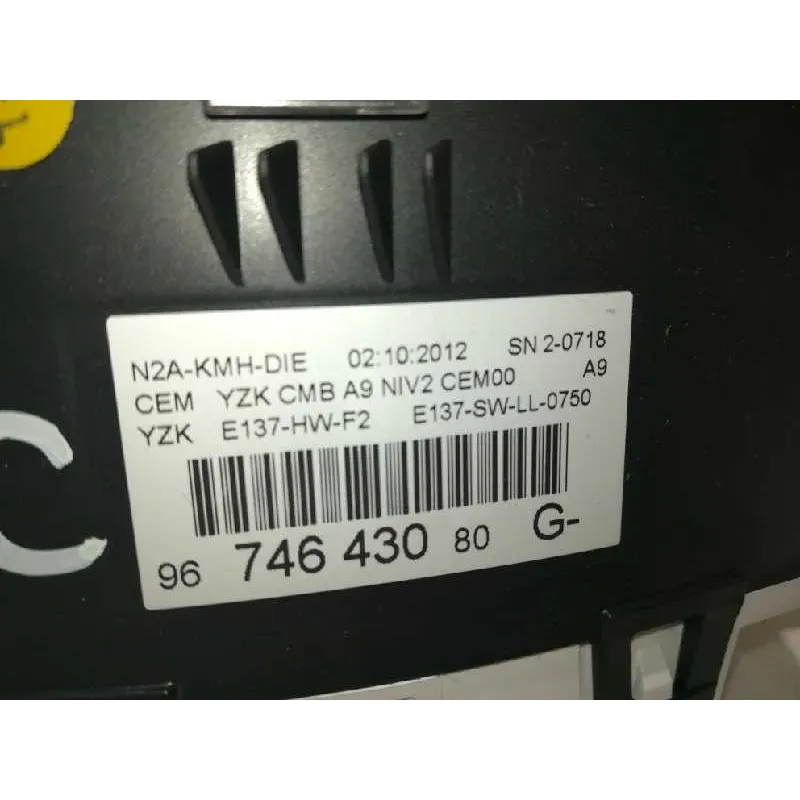 N2A-KMH-DIE 02:10:2012 SN 2-0718
CEM YZK CMB A9 NIV2 CEM00 A9
YZK E137-HW-F2 E137-SW-LL-0750
96 746 430 80 G-
C